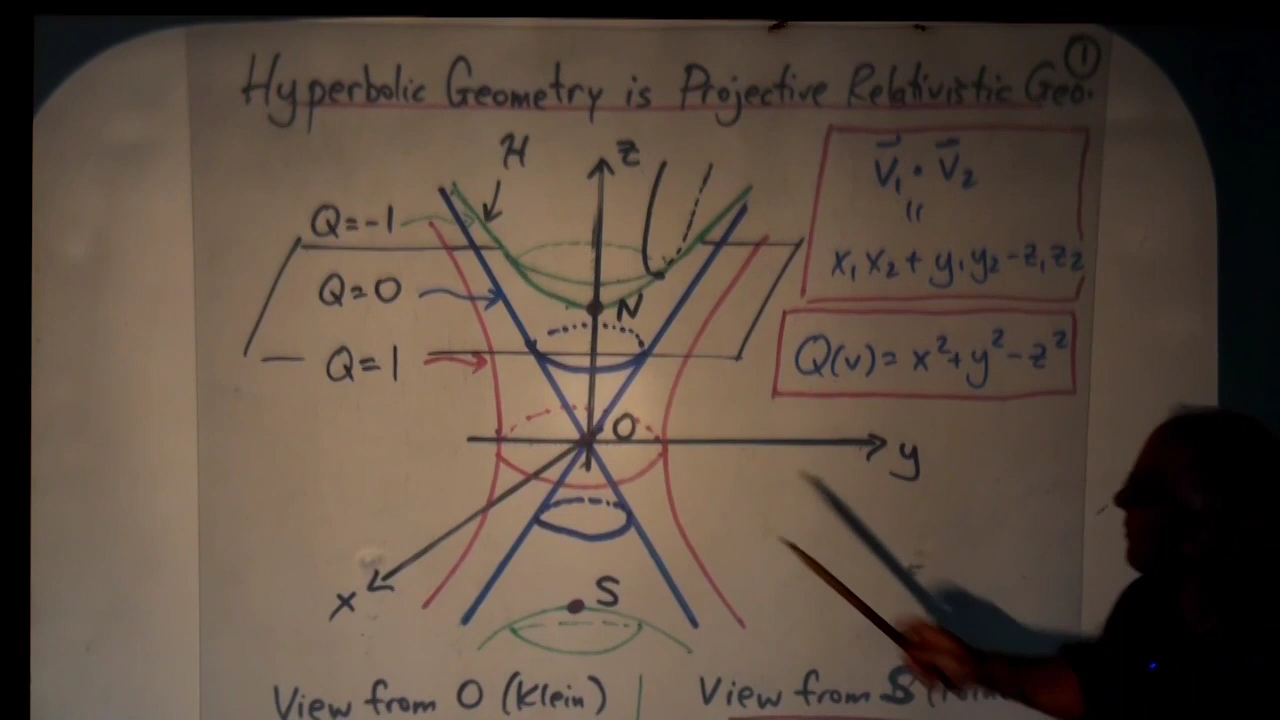 ①
Hyperbolic Geometry is Projective Relativistic Geo.
H
z
V₁ • V₂
=
x₁x₂ + y₁y₂ - z₁z₂
Q=-1
Q=0
N
Q(v)= x²+y²-z²
Q=1
O
y
x
S
View from O (Klein)
View from S